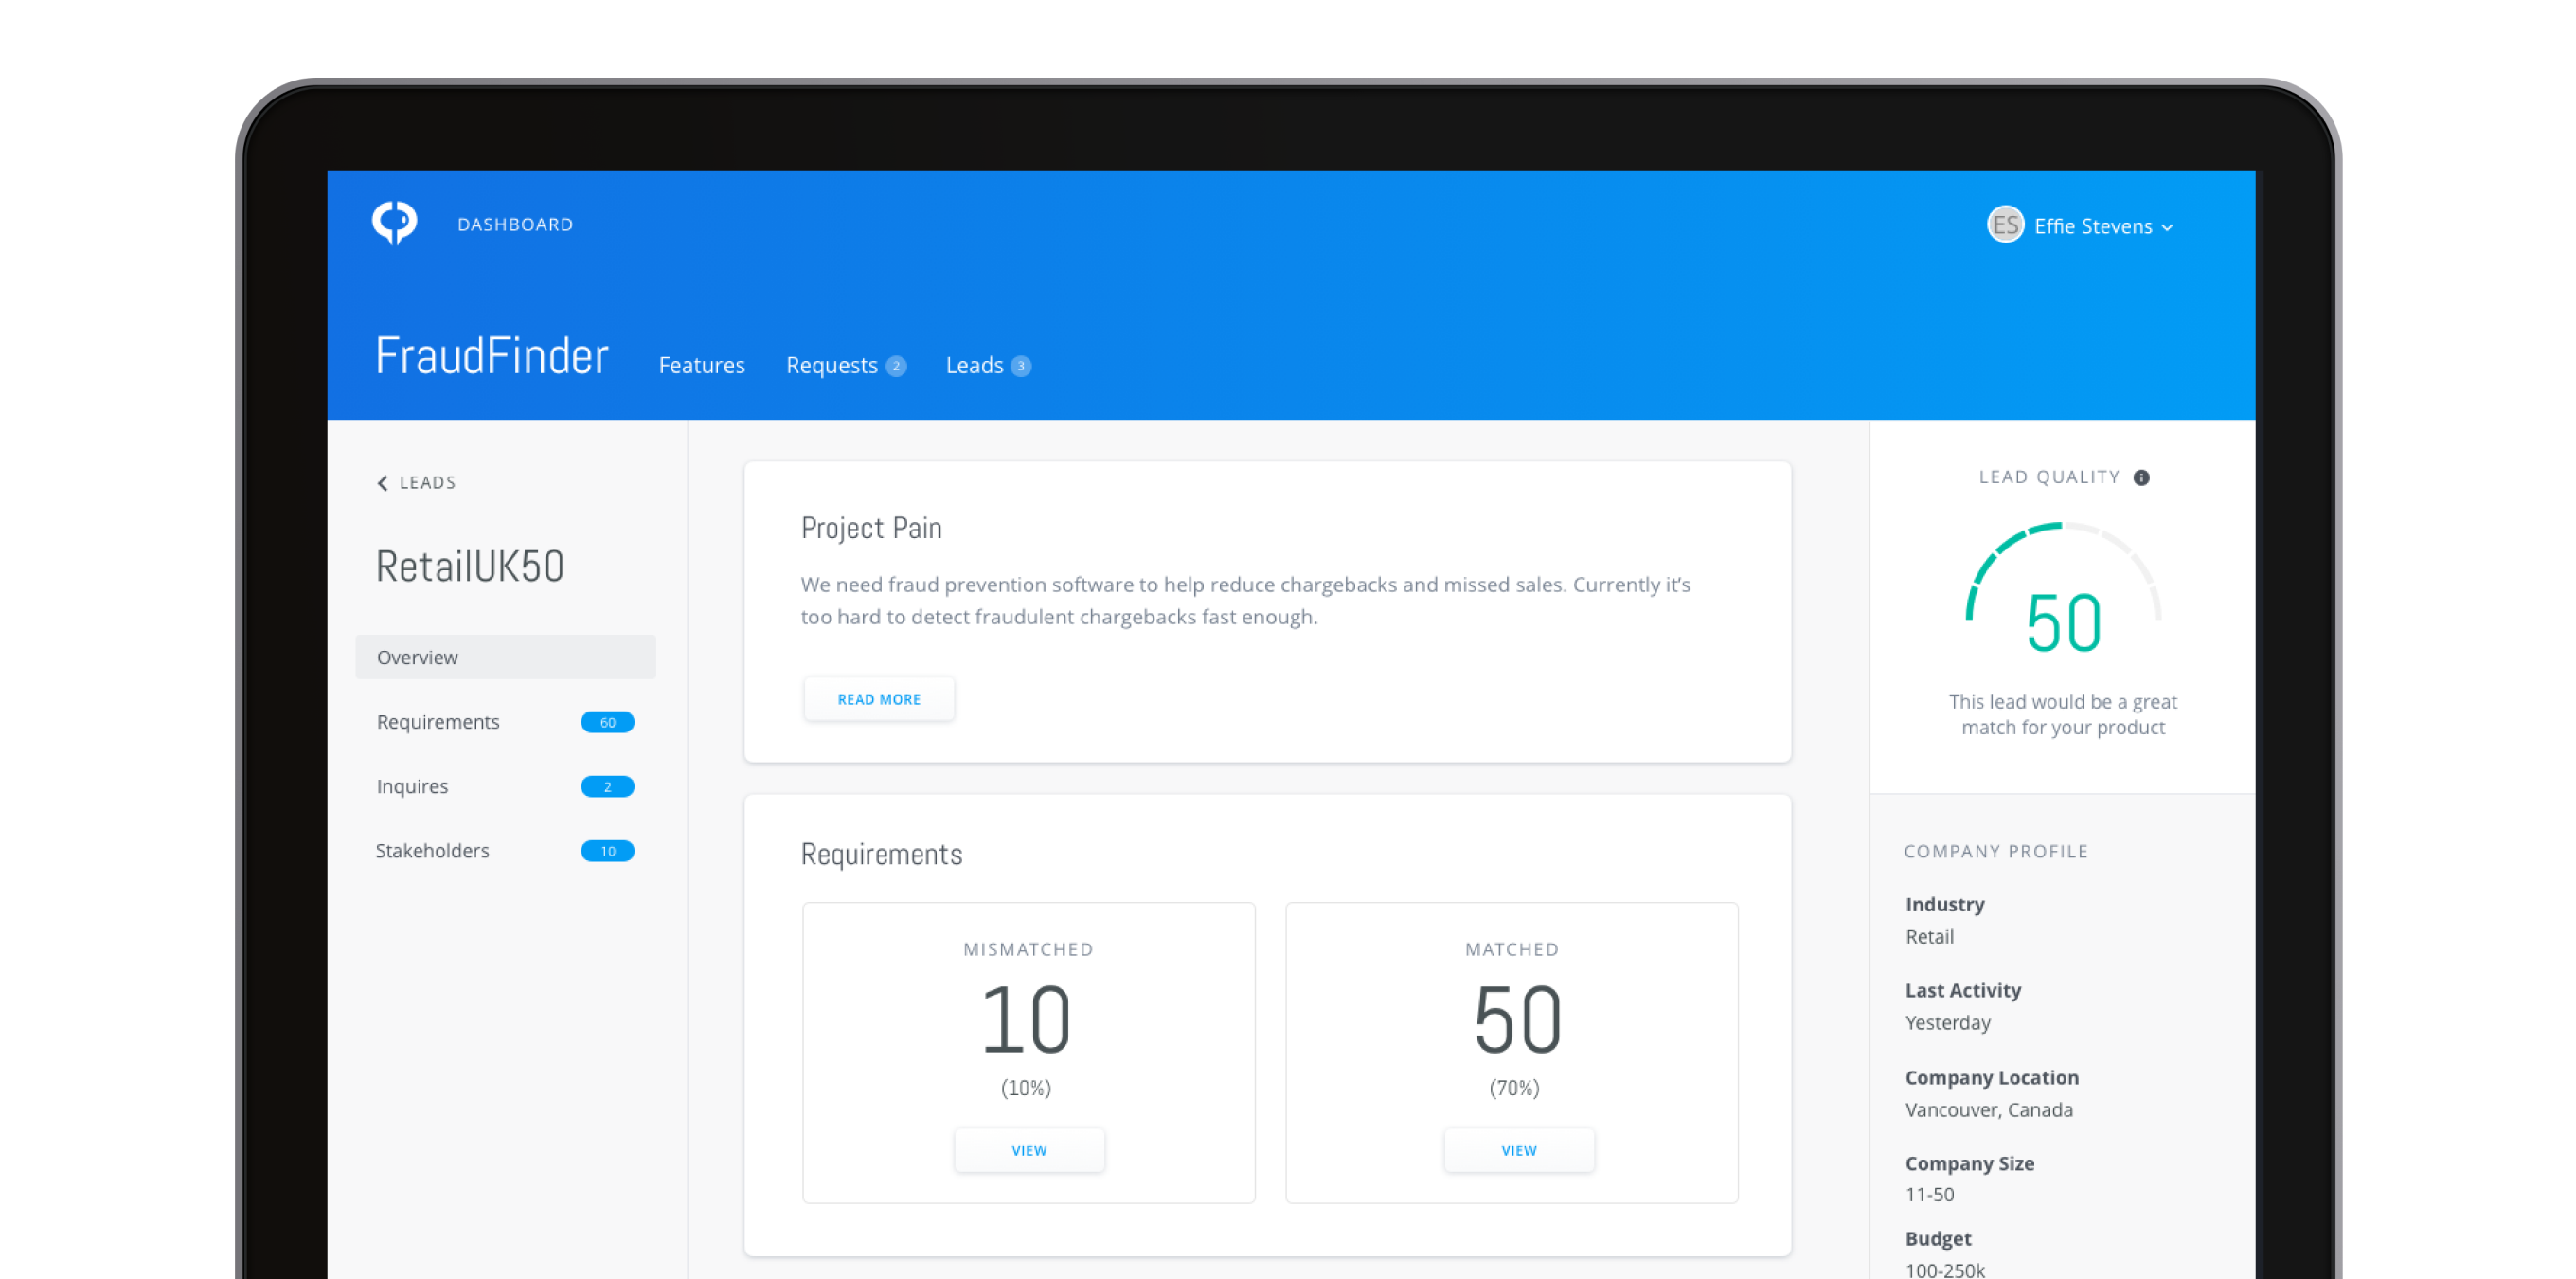 DASHBOARD
ES Effie Stevens
FraudFinder Features Requests 2 Leads 3
LEADS
RetailUK50
Overview
Requirements 60
Inquires 2
Stakeholders 10
Project Pain
We need fraud prevention software to help reduce chargebacks and missed sales. Currently it’s
too hard to detect fraudulent chargebacks fast enough.
READ MORE
Requirements
MISMATCHED
10
(10%)
VIEW
MATCHED
50
(70%)
VIEW
LEAD QUALITY i
50
This lead would be a great
match for your product
COMPANY PROFILE
Industry
Retail
Last Activity
Yesterday
Company Location
Vancouver, Canada
Company Size
11-50
Budget
100-250k